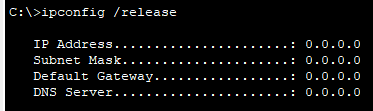 C:\>ipconfig /release
IP Address......................: 0.0.0.0
Subnet Mask.....................: 0.0.0.0
Default Gateway.................: 0.0.0.0
DNS Server......................: 0.0.0.0